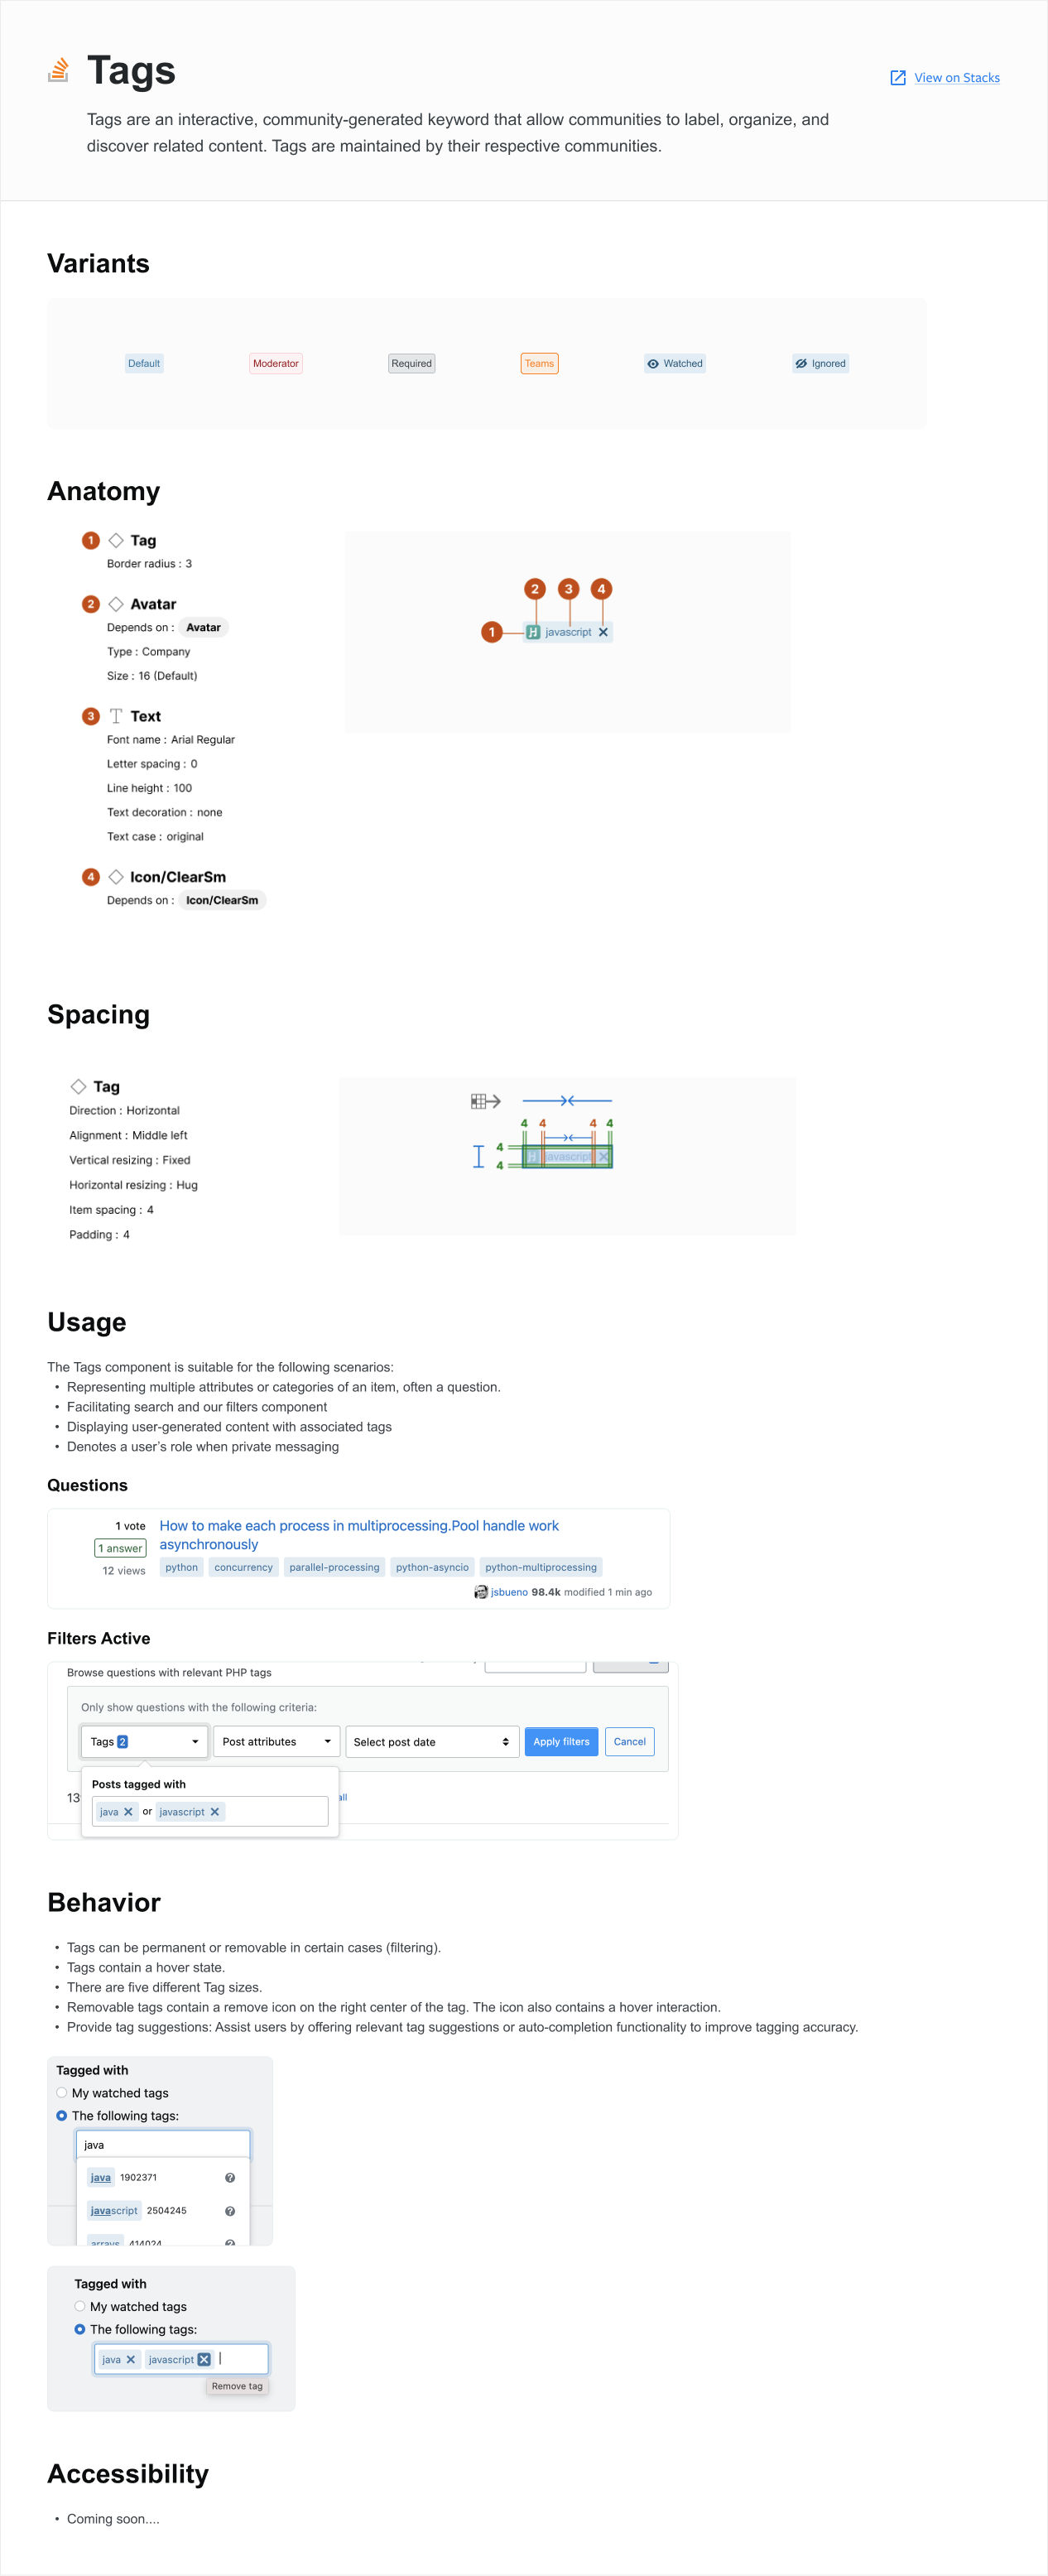 Tags
View on Stacks
Tags are an interactive, community-generated keyword that allow communities to label, organize, and
discover related content. Tags are maintained by their respective communities.
Variants
Default
Moderator
Required
Teams
Watched
Ignored
Anatomy
1 Tag
Border radius : 3
2 Avatar
Depends on : Avatar
Type : Company
Size : 16 (Default)
3 Text
Font name : Arial Regular
Letter spacing : 0
Line height : 100
Text decoration : none
Text case : original
4 Icon/ClearSm
Depends on : Icon/ClearSm
2 3 4
1 javascript
Spacing
Tag
Direction : Horizontal
Alignment : Middle left
Vertical resizing : Fixed
Horizontal resizing : Hug
Item spacing : 4
Padding : 4
4 4 4 4
4
javascript
4
Usage
The Tags component is suitable for the following scenarios:
• Representing multiple attributes or categories of an item, often a question.
• Facilitating search and our filters component
• Displaying user-generated content with associated tags
• Denotes a user’s role when private messaging
Questions
1 vote
1 answer
12 views
How to make each process in multiprocessing.Pool handle work
asynchronously
python concurrency parallel-processing python-asyncio python-multiprocessing
jsbueno 98.4k modified 1 min ago
Filters Active
Browse questions with relevant PHP tags
Only show questions with the following criteria:
Tags 2
Post attributes
Select post date
Apply filters
Cancel
Posts tagged with
13
all
java or javascript
Behavior
• Tags can be permanent or removable in certain cases (filtering).
• Tags contain a hover state.
• There are five different Tag sizes.
• Removable tags contain a remove icon on the right center of the tag. The icon also contains a hover interaction.
• Provide tag suggestions: Assist users by offering relevant tag suggestions or auto-completion functionality to improve tagging accuracy.
Tagged with
My watched tags
The following tags:
java
java 1902371
javascript 2504245
arrays 414024
Tagged with
My watched tags
The following tags:
java javascript
Remove tag
Accessibility
• Coming soon....